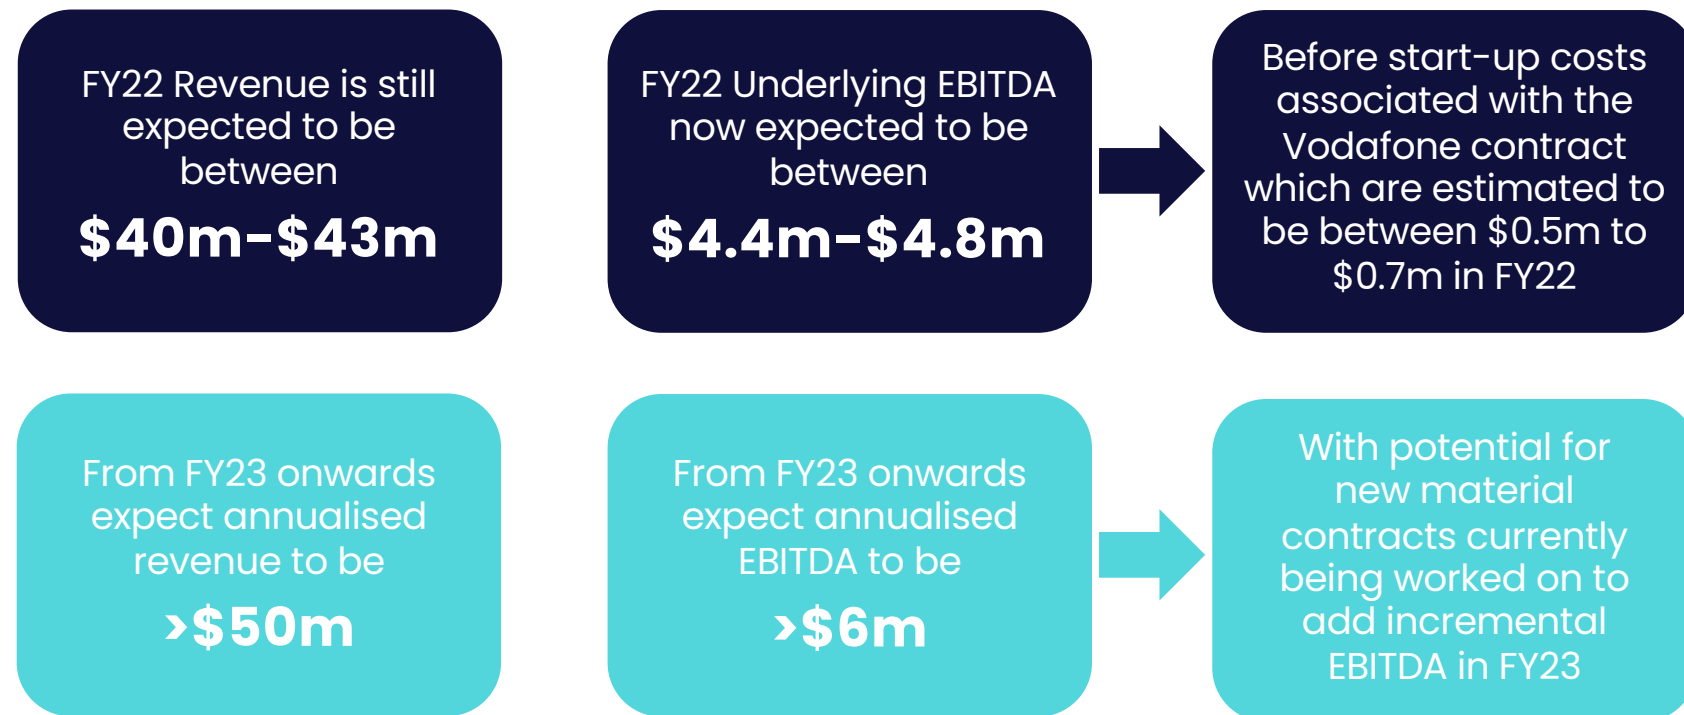 FY22 Revenue is still
expected to be
between
$40m-$43m
FY22 Underlying EBITDA
now expected to be
between
$4.4m-$4.8m
Before start-up costs
associated with the
Vodafone contract
which are estimated to
be between $0.5m to
$0.7m in FY22
From FY23 onwards
expect annualised
revenue to be
>$50m
From FY23 onwards
expect annualised
EBITDA to be
>$6m
With potential for
new material
contracts currently
being worked on to
add incremental
EBITDA in FY23